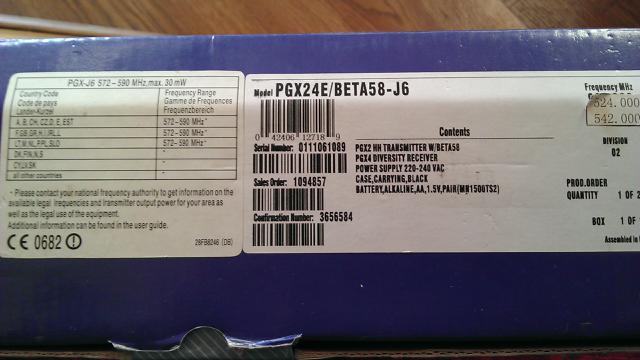 PGX-J6 572-590 MHz, max. 30 mW
Country Code Frequency Range
Code de pays Gamme de Frequences
Lander-Kurzel Frequenzbereich
A, B, CH, CZ, D, E, EST 572-590 MHz*
F, GB, GR, H, I, IRL, L 572-590 MHz*
LT, M, NL, P, PL, SLO 572-590 MHz*
DK, FIN, N, S
CY, LV, SK
all other countries
* Please contact your national frequency authority to get information on the
available legal frequencies and transmitter output power for your area as
well as the legal use of the equipment.
Additional information can be found in the user guide.
CE 0682
28FB8246 (DB)
Model PGX24E/BETA58-J6
0 42406 12718 9
Serial Number: 0111061089
Sales Order: 1094857
Confirmation Number: 3656584
Contents
PGX2 HH TRANSMITTER W/BETA58
PGX4 DIVERSITY RECEIVER
POWER SUPPLY 220-240 VAC
CASE,CARRYING,BLACK
BATTERY,ALKALINE,AA,1.5V,PAIR(MN1500TS2)
Frequency MHz
524.000
542.000
DIVISION
02
PROD.ORDER
QUANTITY 1 OF 2
BOX 1 OF
Assembled in